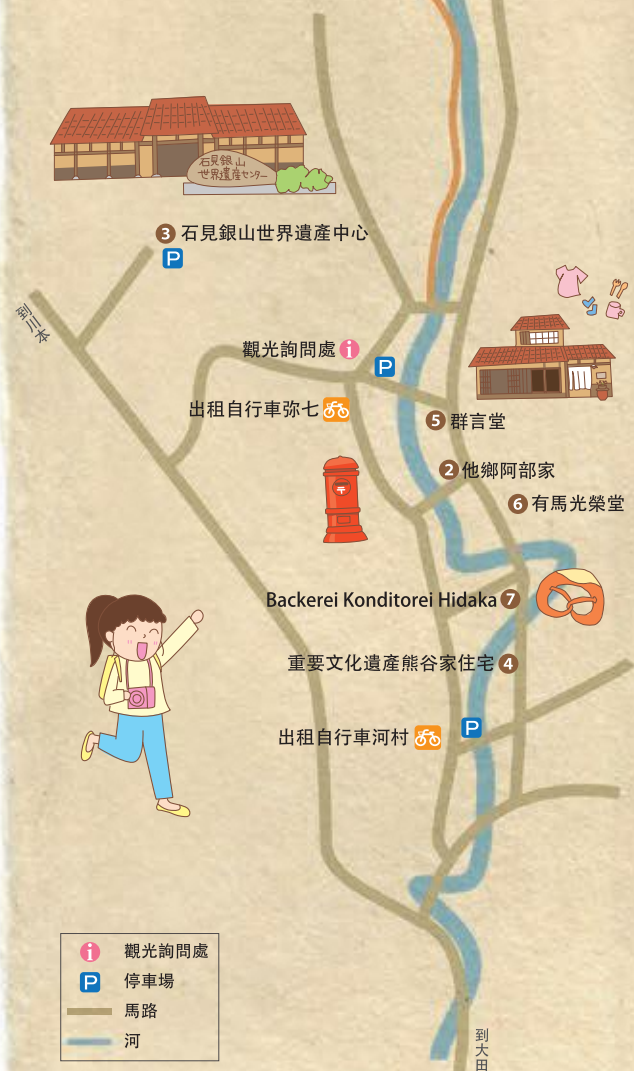 石見銀山
世界遺産センター
3 石見銀山世界遺產中心
P
到川本
觀光詢問處 i
P
出租自行車弥七
5 群言堂
2 他鄉阿部家
〒
6 有馬光榮堂
Backerei Konditorei Hidaka 7
重要文化遺產熊谷家住宅 4
出租自行車河村
P
i 觀光詢問處
P 停車場
馬路
河
到大田